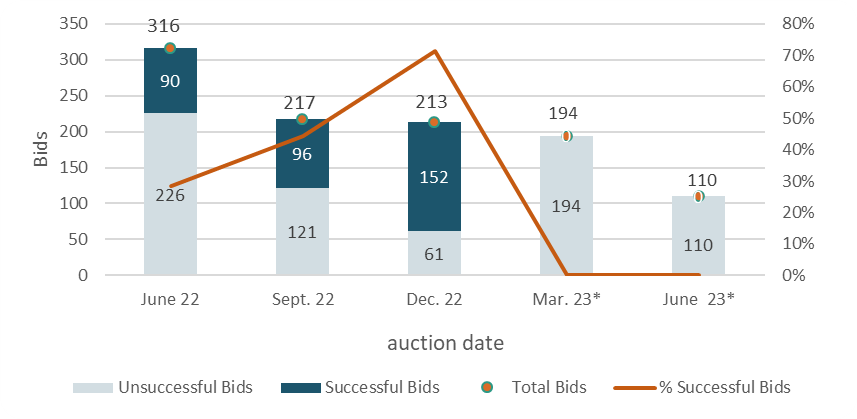 350
300
250
200
150
100
50
0
Bids
80%
70%
60%
50%
40%
30%
20%
10%
0%
316
90
226
217
96
121
213
152
61
194
194
110
110
June 22
Sept. 22
Dec. 22
Mar. 23*
June 23*
auction date
Unsuccessful Bids
Successful Bids
Total Bids
% Successful Bids